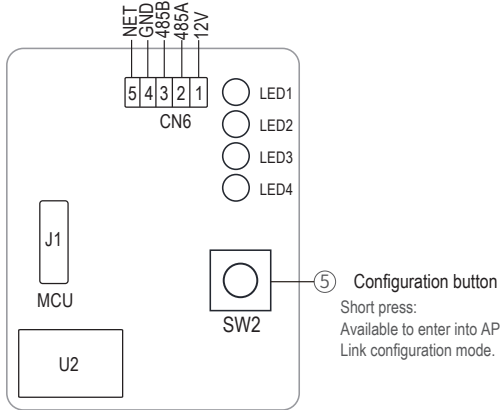 NET GND 485B 485A 12V
5 4 3 2 1
CN6
LED1
LED2
LED3
LED4
J1
MCU
SW2
U2
5 Configuration button
Short press:
Available to enter into AP
Link configuration mode.